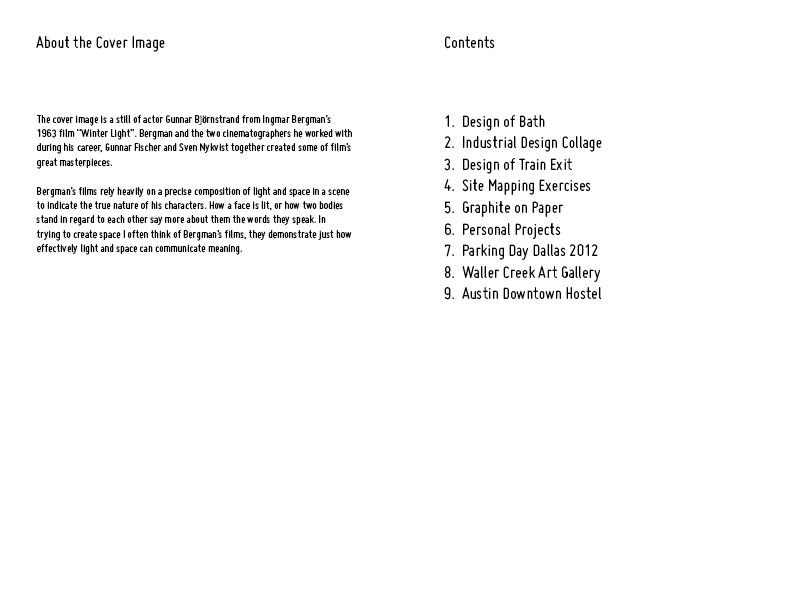 About the Cover Image
The cover image is a still of actor Gunnar Björnstrand from Ingmar Bergman's
1963 film "Winter Light". Bergman and the two cinematographers he worked with
during his career, Gunnar Fischer and Sven Nykvist together created some of film's
great masterpieces.
Bergman's films rely heavily on a precise composition of light and space in a scene
to indicate the true nature of his characters. How a face is lit, or how two bodies
stand in regard to each other say more about them the words they speak. In
trying to create space I often think of Bergman's films, they demonstrate just how
effectively light and space can communicate meaning.
Contents
1. Design of Bath
2. Industrial Design Collage
3. Design of Train Exit
4. Site Mapping Exercises
5. Graphite on Paper
6. Personal Projects
7. Parking Day Dallas 2012
8. Waller Creek Art Gallery
9. Austin Downtown Hostel